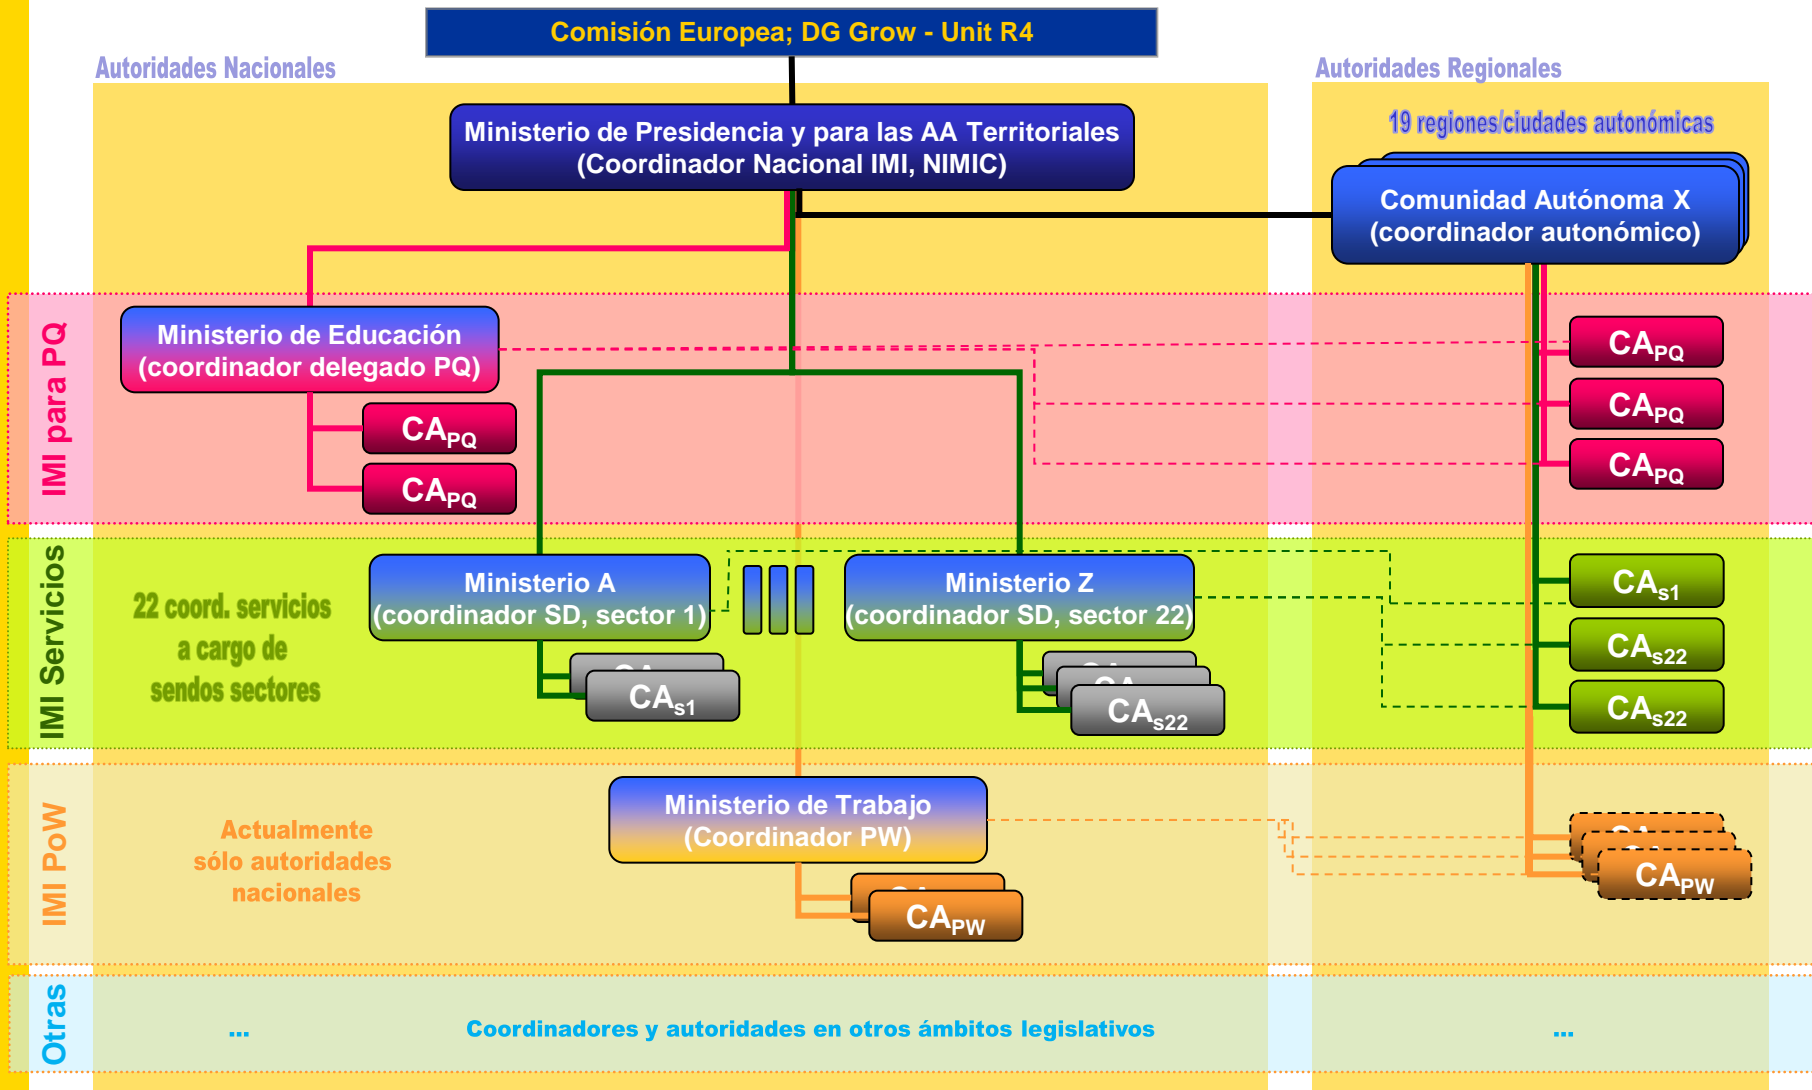 Comisión Europea; DG Grow - Unit R4
Autoridades Nacionales
Autoridades Regionales
Ministerio de Presidencia y para las AA Territoriales
(Coordinador Nacional IMI, NIMIC)
19 regiones/ciudades autonómicas
Comunidad Autónoma X
(coordinador autonómico)
IMI para PQ
Ministerio de Educación
(coordinador delegado PQ)
CAPQ
CAPQ
CAPQ
CAPQ
CAPQ
IMI Servicios
22 coord. servicios
a cargo de
sendos sectores
Ministerio A
(coordinador SD, sector 1)
CAs1
Ministerio Z
(coordinador SD, sector 22)
CAs22
CAs1
CAs22
CAs22
IMI PoW
Actualmente
sólo autoridades
nacionales
Ministerio de Trabajo
(Coordinador PW)
CAPW
CAPW
Otras
...
Coordinadores y autoridades en otros ámbitos legislativos
...